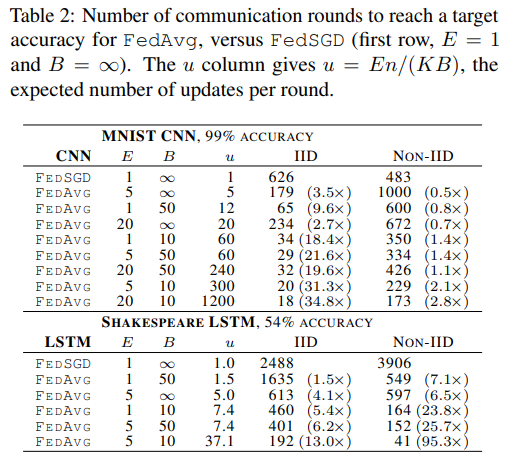 Table 2: Number of communication rounds to reach a target
accuracy for FedAvg, versus FedSGD (first row, E = 1
and B = ∞). The u column gives u = En/(KB), the
expected number of updates per round.
MNIST CNN, 99% ACCURACY
CNN E B u IID NON-IID
FEDSGD 1 ∞ 1 626 483
FEDAVG 5 ∞ 5 179 (3.5×) 1000 (0.5×)
FEDAVG 1 50 12 65 (9.6×) 600 (0.8×)
FEDAVG 20 ∞ 20 234 (2.7×) 672 (0.7×)
FEDAVG 1 10 60 34 (18.4×) 350 (1.4×)
FEDAVG 5 50 60 29 (21.6×) 334 (1.4×)
FEDAVG 20 50 240 32 (19.6×) 426 (1.1×)
FEDAVG 5 10 300 20 (31.3×) 229 (2.1×)
FEDAVG 20 10 1200 18 (34.8×) 173 (2.8×)
SHAKESPEARE LSTM, 54% ACCURACY
LSTM E B u IID NON-IID
FEDSGD 1 ∞ 1.0 2488 3906
FEDAVG 1 50 1.5 1635 (1.5×) 549 (7.1×)
FEDAVG 5 ∞ 5.0 613 (4.1×) 597 (6.5×)
FEDAVG 1 10 7.4 460 (5.4×) 164 (23.8×)
FEDAVG 5 50 7.4 401 (6.2×) 152 (25.7×)
FEDAVG 5 10 37.1 192 (13.0×) 41 (95.3×)